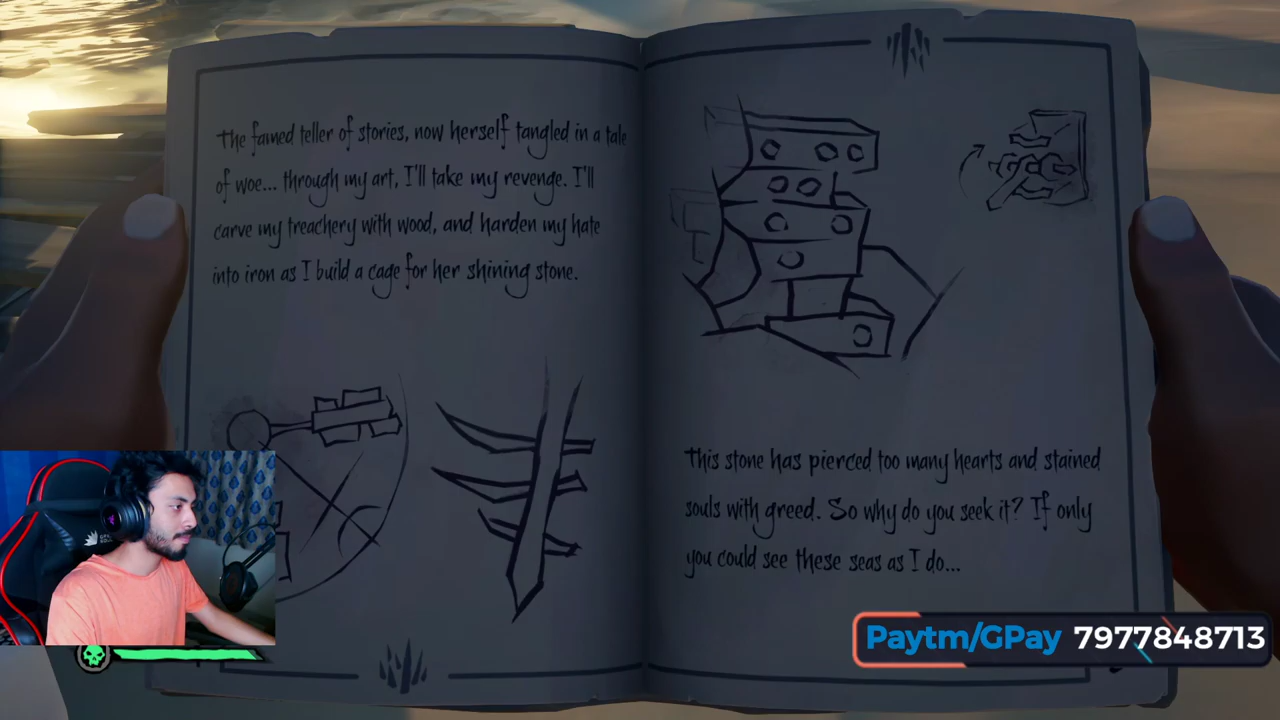 The famed teller of stories, now herself tangled in a tale
of woe... through my art, I'll take my revenge. I'll
carve my treachery with wood, and harden my hate
into iron as I build a cage for her shining stone.
This stone has pierced too many hearts and stained
souls with greed. So why do you seek it? If only
you could see these seas as I do...
Paytm/GPay 7977848713